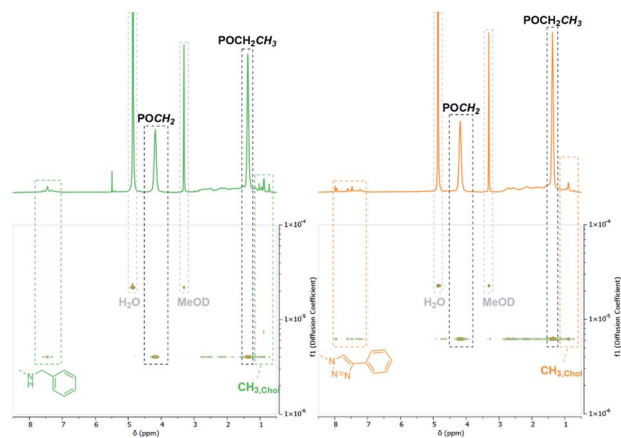 POCH2CH3
POCH2
H2O
MeOD
CH3,Chol
N
H
1×10-4
1×10-5
1×10-6
f1 (Diffusion Coefficient)
8 7 6 5 4 3 2 1
δ (ppm)
POCH2CH3
POCH2
H2O
MeOD
CH3,Chol
N
N=N
1×10-4
1×10-5
1×10-6
f1 (Diffusion Coefficient)
8 7 6 5 4 3 2 1
δ (ppm)